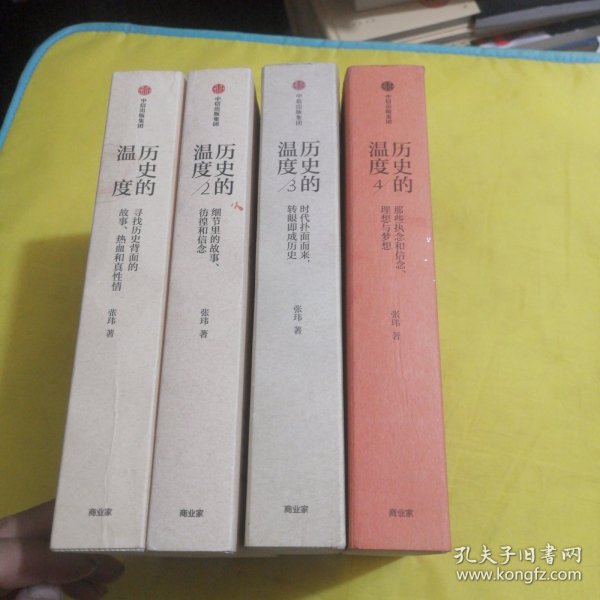 中信出版集团
历史的
温度
寻找历史背面的
故事、热血和真性情
张玮 著
商业家
中信出版集团
历史的
温度/2
细节里的故事、
彷徨和信念
张玮 著
商业家
中信出版集团
历史的
温度/3
时代扑面而来，
转眼即成历史
张玮 著
商业家
中信出版集团
历史的
温度 4
那些执念和信念、
理想与梦想
张玮 著
商业家
孔夫子旧书网
www.kongfz.com